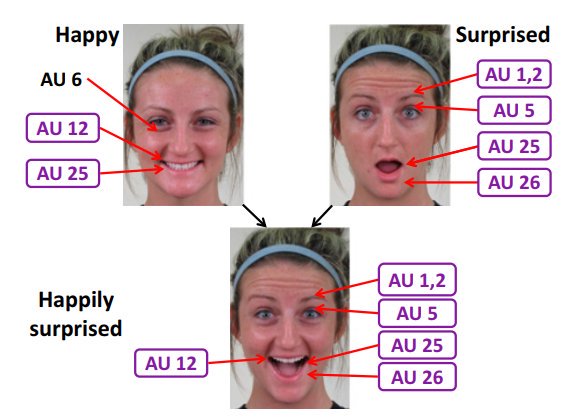 Happy
Surprised
AU 6
AU 12
AU 25
AU 1,2
AU 5
AU 25
AU 26
Happily
surprised
AU 12
AU 1,2
AU 5
AU 25
AU 26